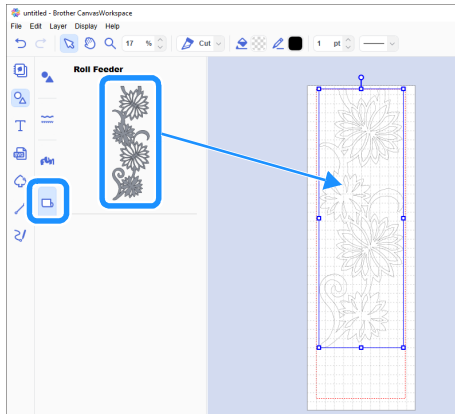 untitled - Brother CanvasWorkspace
File Edit Layer Display Help
17 % Cut 1 pt
Roll Feeder
T